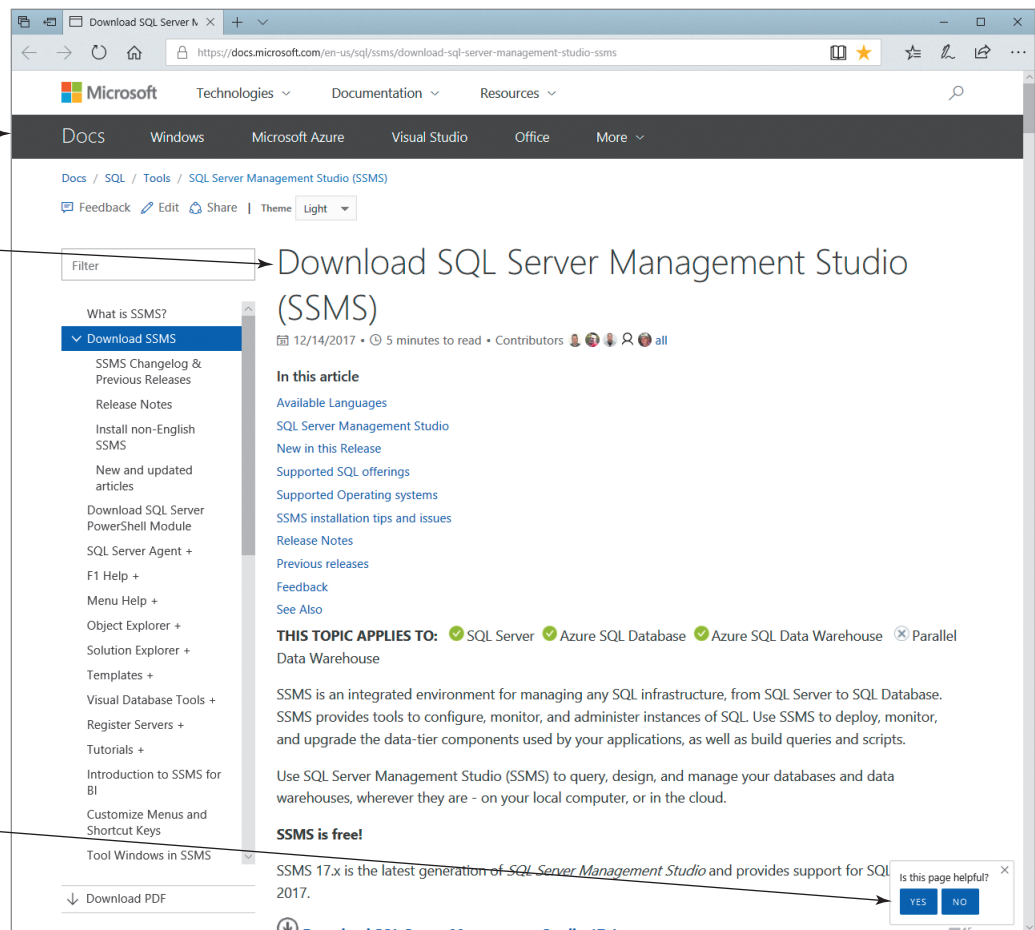 Download SQL Server M
https://docs.microsoft.com/en-us/sql/ssms/download-sql-server-management-studio-ssms
Microsoft Technologies Documentation Resources
Docs Windows Microsoft Azure Visual Studio Office More
Docs / SQL / Tools / SQL Server Management Studio (SSMS)
Feedback Edit Share | Theme Light
Filter
What is SSMS?
Download SSMS
SSMS Changelog &
Previous Releases
Release Notes
Install non-English
SSMS
New and updated
articles
Download SQL Server
PowerShell Module
SQL Server Agent +
F1 Help +
Menu Help +
Object Explorer +
Solution Explorer +
Templates +
Visual Database Tools +
Register Servers +
Tutorials +
Introduction to SSMS for
BI
Customize Menus and
Shortcut Keys
Tool Windows in SSMS
Download PDF
Download SQL Server Management Studio
(SSMS)
12/14/2017 • 5 minutes to read • Contributors all
In this article
Available Languages
SQL Server Management Studio
New in this Release
Supported SQL offerings
Supported Operating systems
SSMS installation tips and issues
Release Notes
Previous releases
Feedback
See Also
THIS TOPIC APPLIES TO: SQL Server Azure SQL Database Azure SQL Data Warehouse Parallel
Data Warehouse
SSMS is an integrated environment for managing any SQL infrastructure, from SQL Server to SQL Database.
SSMS provides tools to configure, monitor, and administer instances of SQL. Use SSMS to deploy, monitor,
and upgrade the data-tier components used by your applications, as well as build queries and scripts.
Use SQL Server Management Studio (SSMS) to query, design, and manage your databases and data
warehouses, wherever they are - on your local computer, or in the cloud.
SSMS is free!
SSMS 17.x is the latest generation of SQL Server Management Studio and provides support for SQL
2017.
Is this page helpful?
YES NO